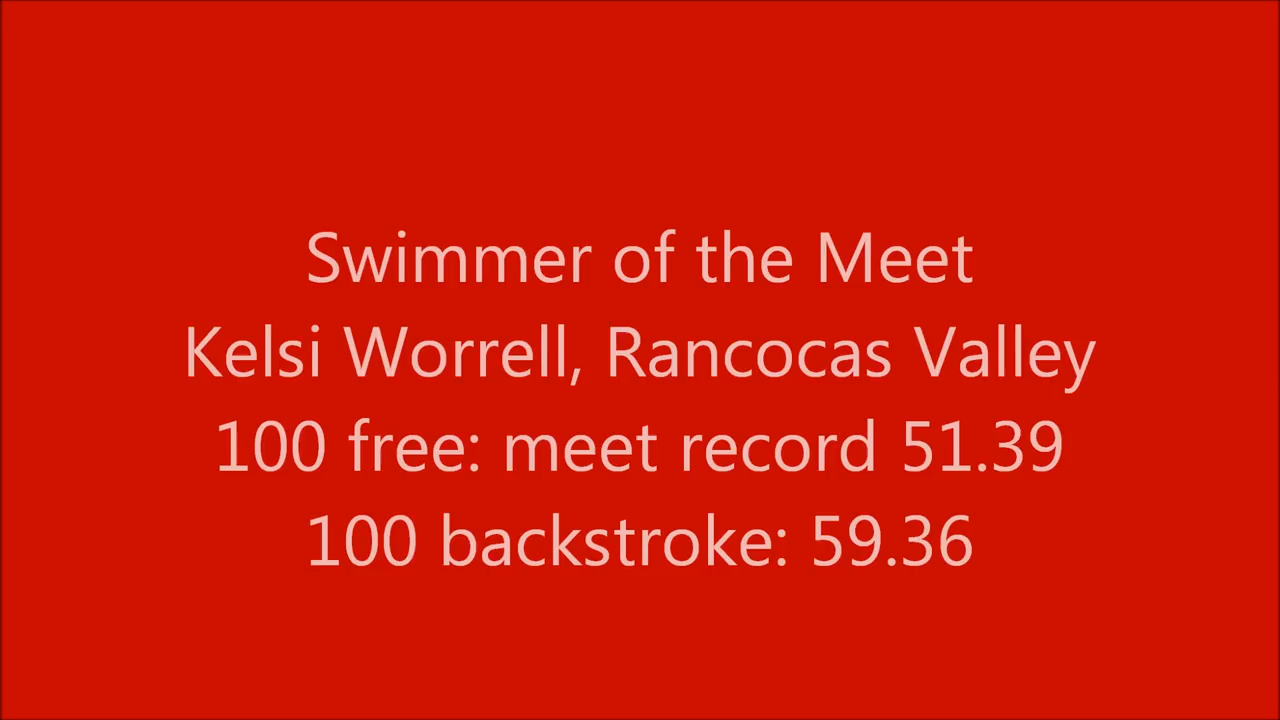 Swimmer of the Meet
Kelsi Worrell, Rancocas Valley
100 free: meet record 51.39
100 backstroke: 59.36